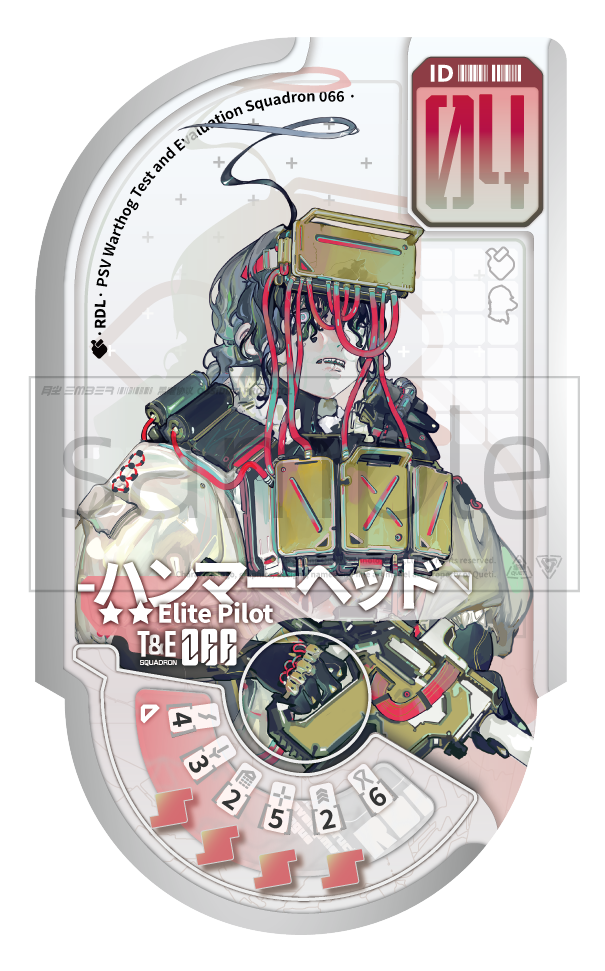 ID
04
· RDL · PSV Warthog Test and Evaluation Squadron 066 ·
sample
-ハンマーヘッド-
★★Elite Pilot
T&E 066
SQUADRON
4
3
2
5
2
6